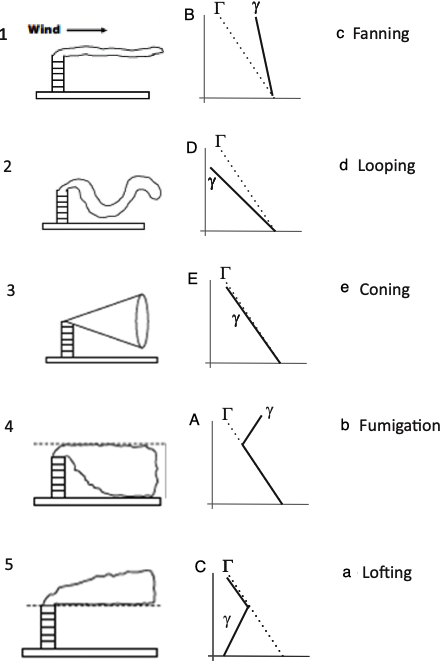 1 Wind B Γ γ c Fanning
2 D Γ γ d Looping
3 E Γ γ e Coning
4 A Γ γ b Fumigation
5 C Γ γ a Lofting